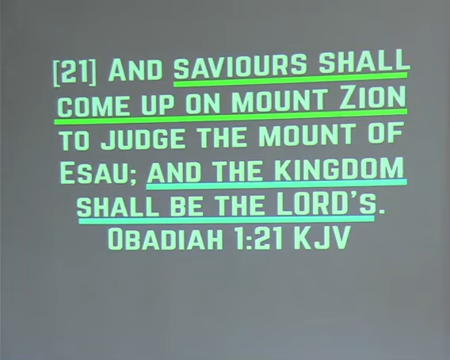 [21] And saviours shall
come up on mount Zion
to judge the mount of
Esau; and the kingdom
shall be the LORD's.
Obadiah 1:21 KJV